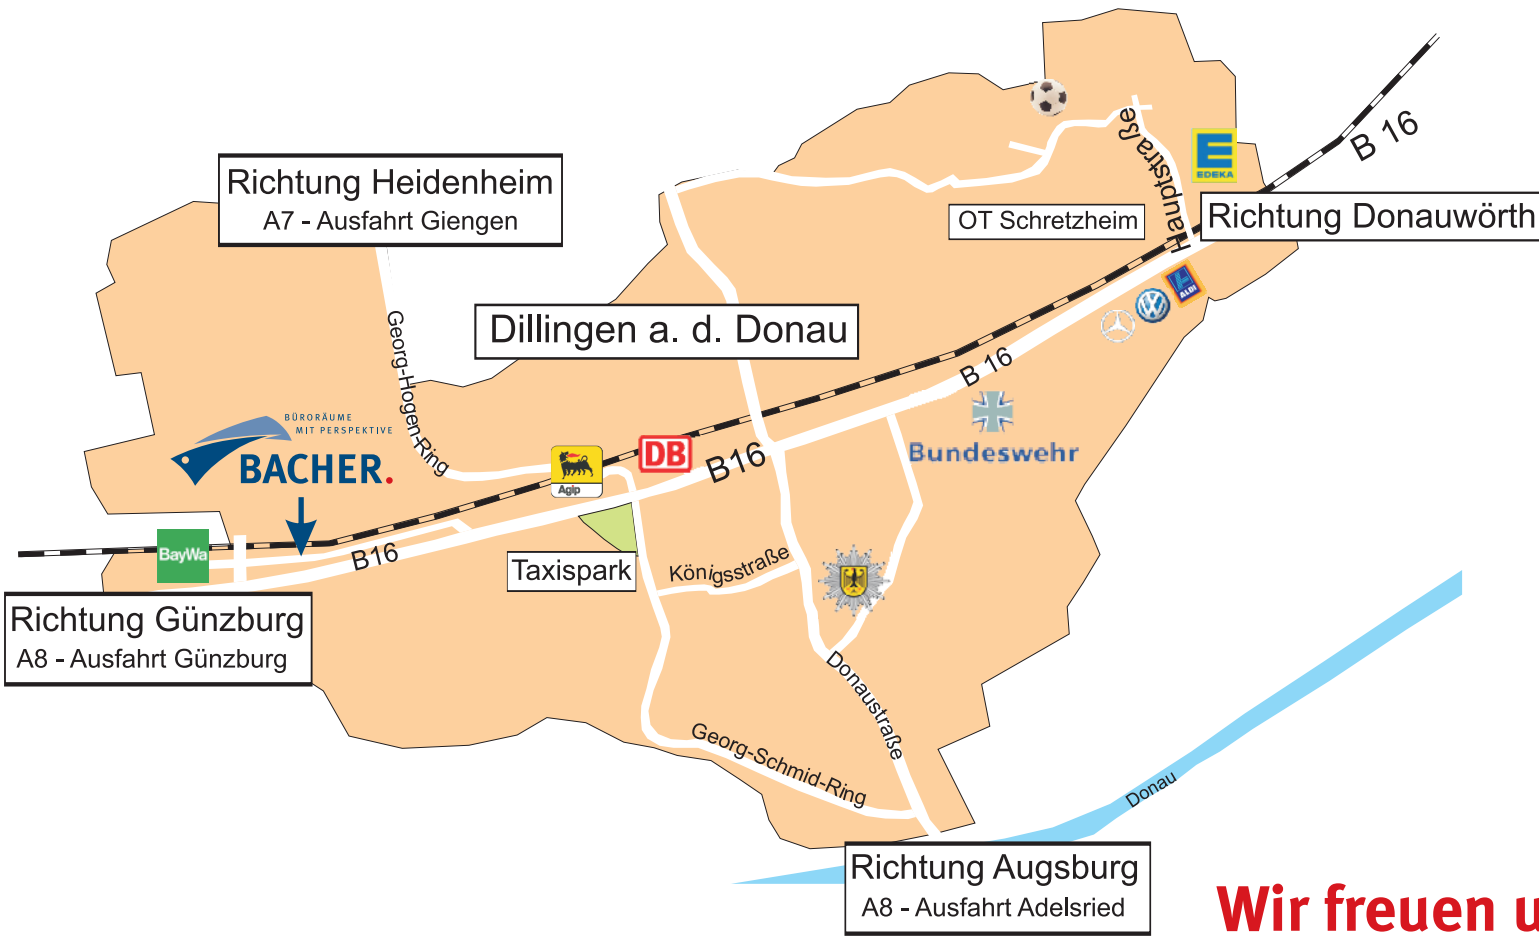 B 16
EDEKA
Hauptstraße
Richtung Heidenheim
A7 - Ausfahrt Giengen
OT Schretzheim
Richtung Donauwörth
ALDI
VW
Dillingen a. d. Donau
Georg-Hogen-Ring
B 16
BÜRORÄUME
MIT PERSPEKTIVE
BACHER.
Bundeswehr
DB
B16
Agip
BayWa
B16
Taxispark
Königsstraße
Richtung Günzburg
A8 - Ausfahrt Günzburg
Donaustraße
Georg-Schmid-Ring
Donau
Richtung Augsburg
A8 - Ausfahrt Adelsried
Wir freuen u